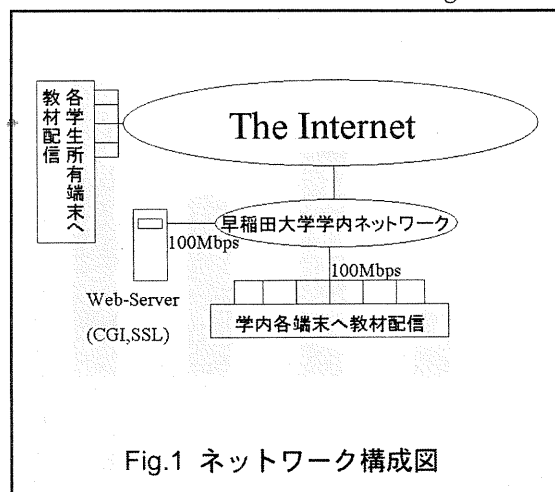 各学生所有端末へ
教材配信
The Internet
早稲田大学学内ネットワーク
100Mbps
100Mbps
Web-Server
(CGI,SSL)
学内各端末へ教材配信
Fig.1 ネットワーク構成図